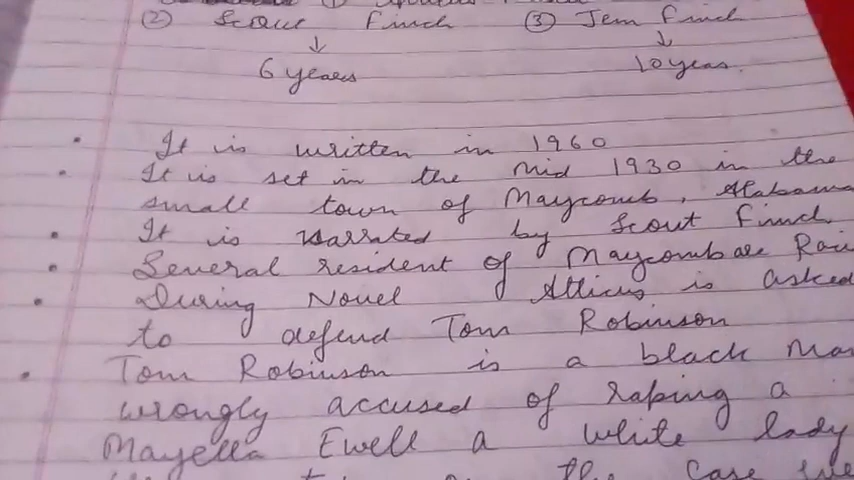 ② Scout Finch ③ Jem Finch
↓ ↓
6 years 10 years.
• It is written in 1960
• It is set in the Mid 1930 in the
small town of Maycomb, Alabama
• It is Narrated by Scout Finch
• Several resident of Maycomb are
• During Novel Atticus is asked
to defend Tom Robinson
• Tom Robinson is a black Man
wrongly accused of raping a
Mayella Ewell a white lady
the case